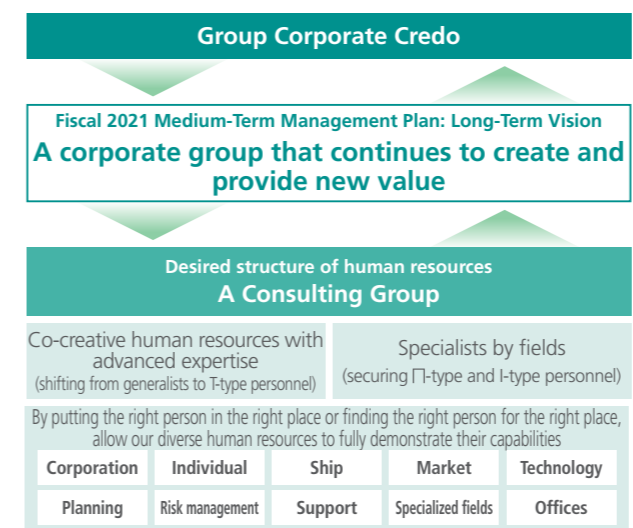 Group Corporate Credo
Fiscal 2021 Medium-Term Management Plan: Long-Term Vision
A corporate group that continues to create and
provide new value
Desired structure of human resources
A Consulting Group
Co-creative human resources with
advanced expertise
(shifting from generalists to T-type personnel)
Specialists by fields
(securing Π-type and I-type personnel)
By putting the right person in the right place or finding the right person for the right place,
allow our diverse human resources to fully demonstrate their capabilities
Corporation Individual Ship Market Technology
Planning Risk management Support Specialized fields Offices